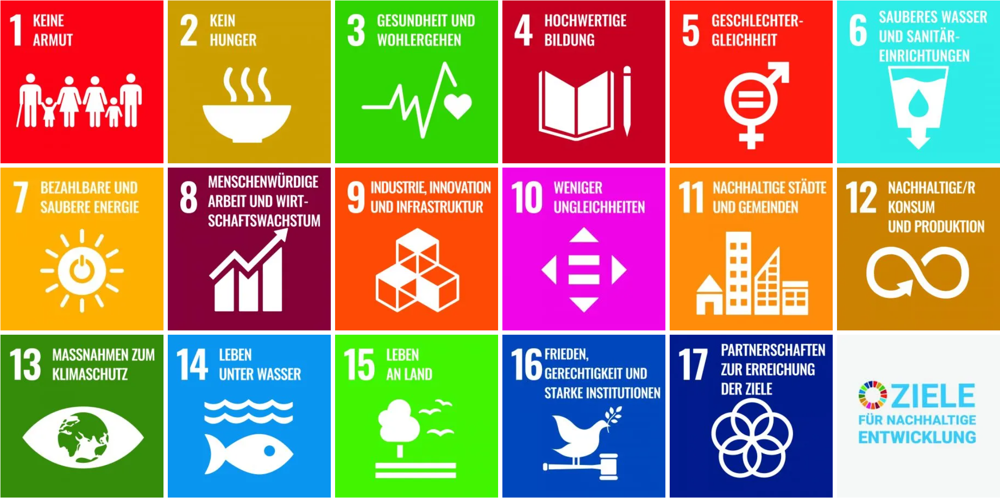 1 KEINE
ARMUT
2 KEIN
HUNGER
3 GESUNDHEIT UND
WOHLERGEHEN
4 HOCHWERTIGE
BILDUNG
5 GESCHLECHTER-
GLEICHHEIT
6 SAUBERES WASSER
UND SANITÄR-
EINRICHTUNGEN
7 BEZAHLBARE UND
SAUBERE ENERGIE
8 MENSCHENWÜRDIGE
ARBEIT UND WIRT-
SCHAFTSWACHSTUM
9 INDUSTRIE, INNOVATION
UND INFRASTRUKTUR
10 WENIGER
UNGLEICHHEITEN
11 NACHHALTIGE STÄDTE
UND GEMEINDEN
12 NACHHALTIGE/R
KONSUM
UND PRODUKTION
13 MASSNAHMEN ZUM
KLIMASCHUTZ
14 LEBEN
UNTER WASSER
15 LEBEN
AN LAND
16 FRIEDEN,
GERECHTIGKEIT UND
STARKE INSTITUTIONEN
17 PARTNERSCHAFTEN
ZUR ERREICHUNG
DER ZIELE
ZIELE
FÜR NACHHALTIGE
ENTWICKLUNG